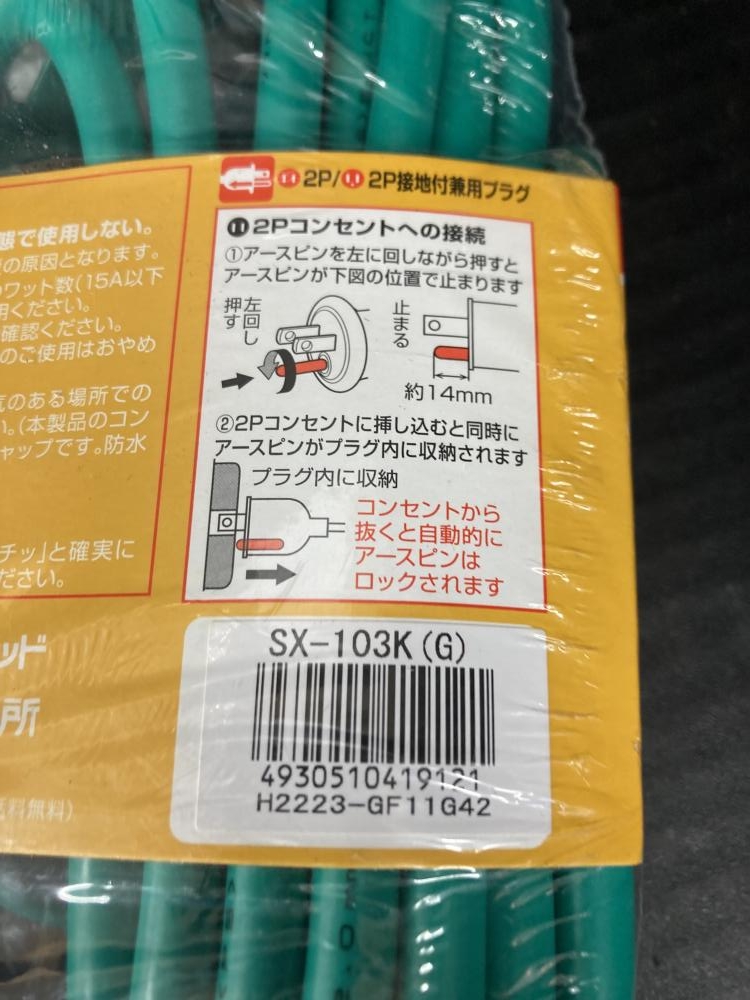 2P/ 2P接地付兼用プラグ
態で使用しない。
の原因となります。
ワット数(15A以下
用ください。
確認ください。
のご使用はおやめ
気のある場所での
い。(本製品のコン
ャップです。防水
チッ」と確実に
ださい。
ッド
所
料無料)
2Pコンセントへの接続
①アースピンを左に回しながら押すと
アースピンが下図の位置で止まります
左回し
押す
止まる
約14mm
②2Pコンセントに挿し込むと同時に
アースピンがプラグ内に収納されます
プラグ内に収納
コンセントから
抜くと自動的に
アースピンは
ロックされます
SX-103K(G)
4930510419121
H2223-GF11G42